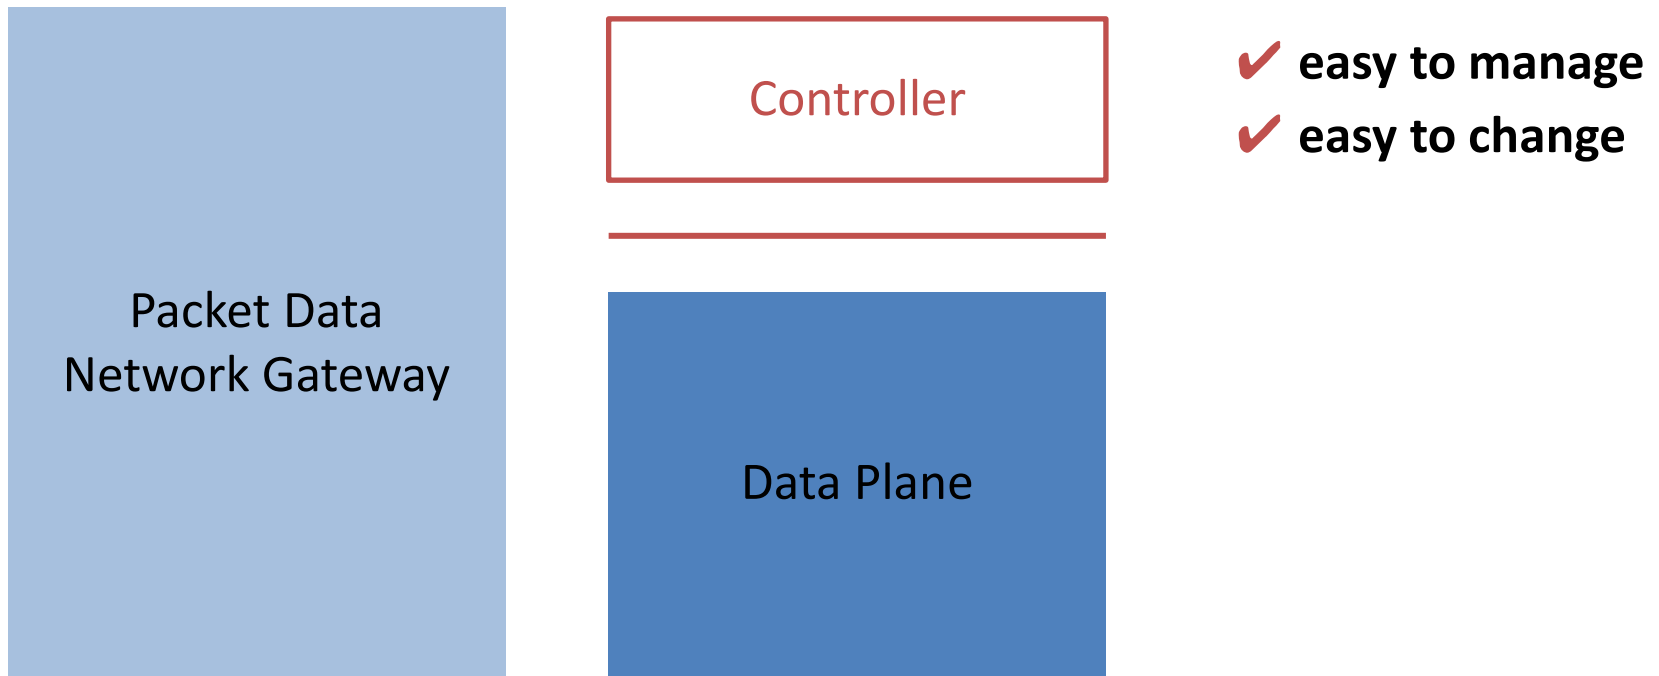 Packet Data
Network Gateway
Controller
Data Plane
✔ easy to manage
✔ easy to change